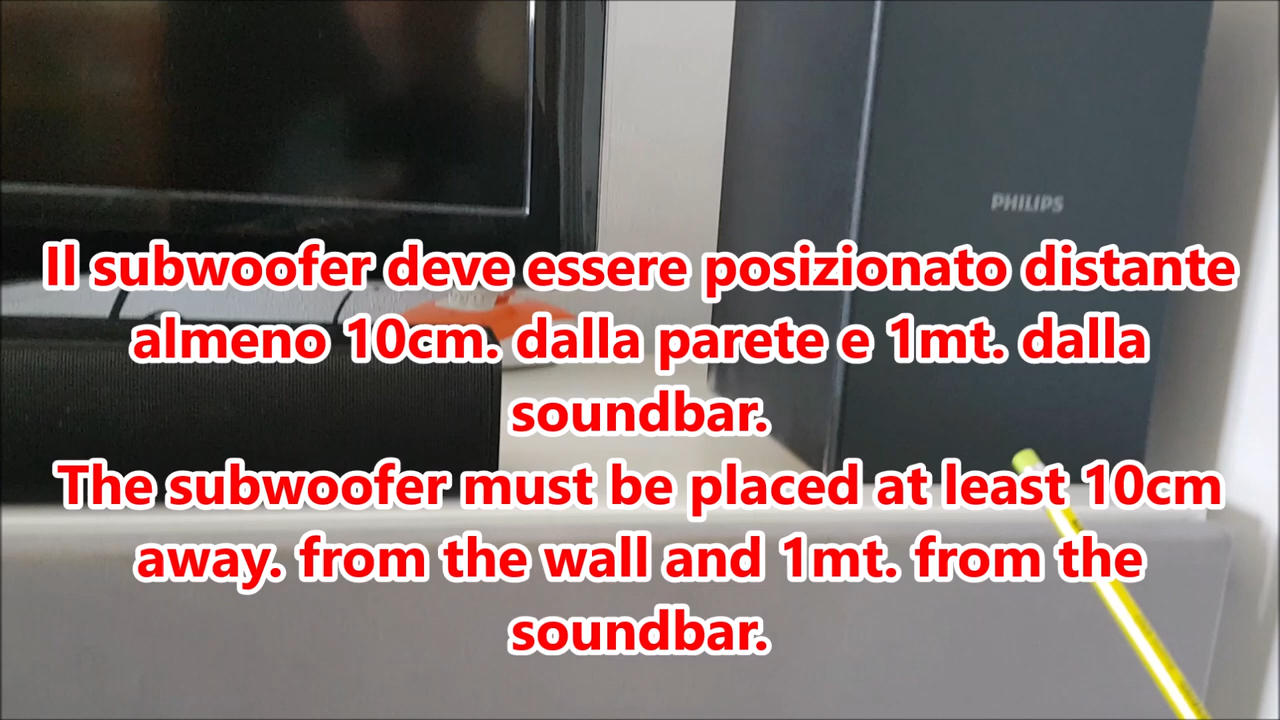 PHILIPS
Il subwoofer deve essere posizionato distante
almeno 10cm. dalla parete e 1mt. dalla
soundbar.
The subwoofer must be placed at least 10cm
away. from the wall and 1mt. from the
soundbar.